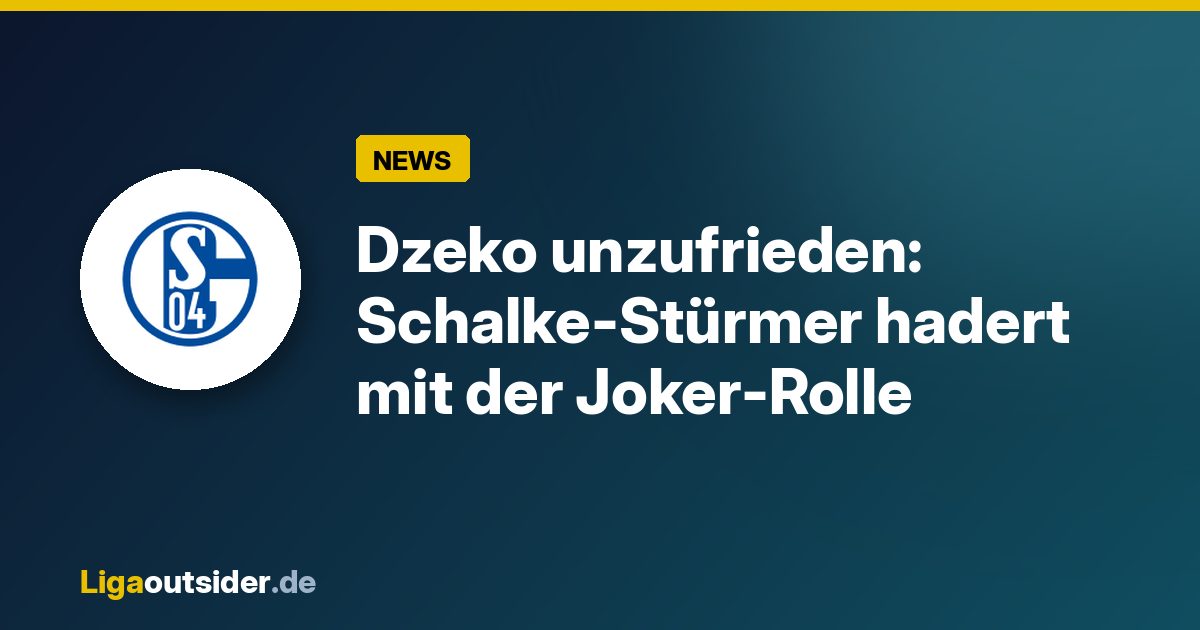 NEWS
Dzeko unzufrieden:
Schalke-Stürmer hadert
mit der Joker-Rolle
S
04
Ligaoutsider.de